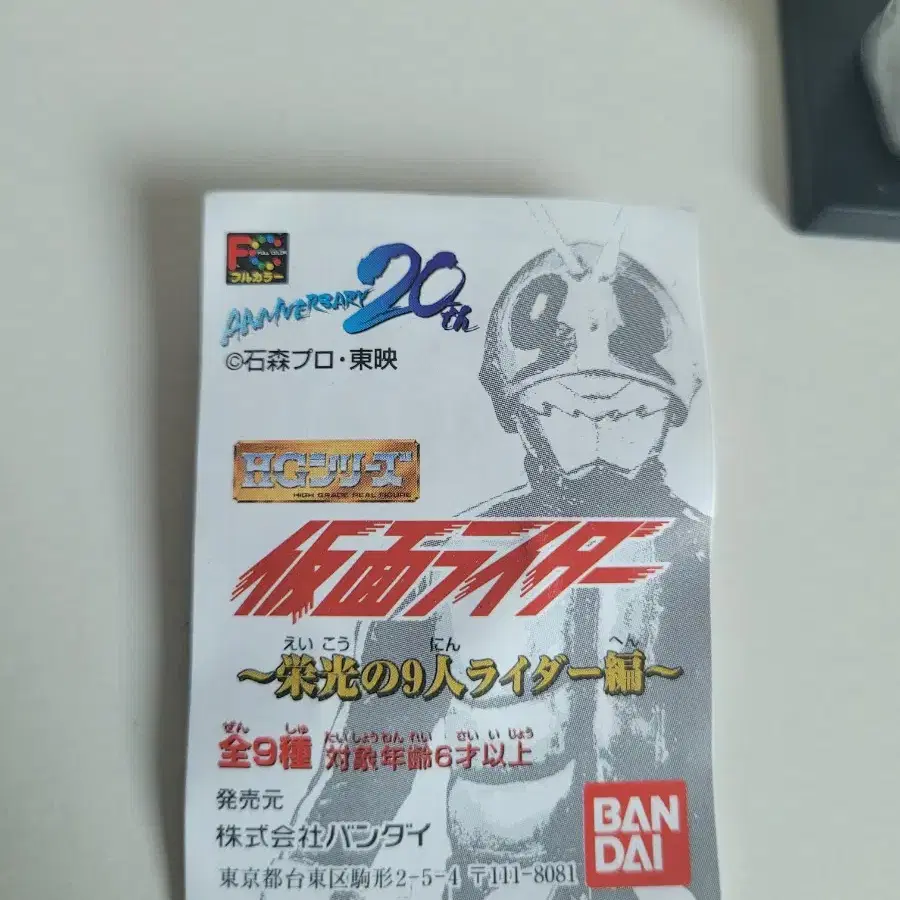 F
FULL COLOR
フルカラー
ANNIVERSARY 20th
©石森プロ・東映
HGシリーズ
HIGH GRADE REAL FIGURE
仮面ライダー
えいこう にん へん
〜栄光の9人ライダー編〜
ぜん しゅ たいしょうねんれい さいいじょう
全9種 対象年齢6才以上
発売元
株式会社バンダイ
東京都台東区駒形2-5-4 〒111-8081
BAN
DAI